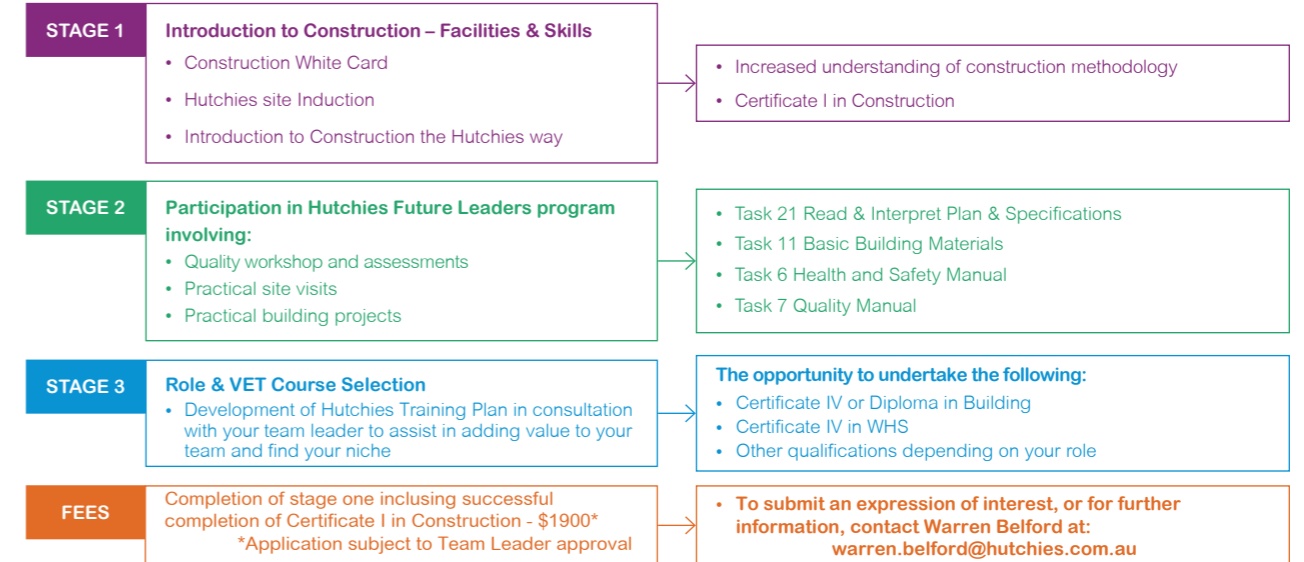 STAGE 1
Introduction to Construction – Facilities & Skills
• Construction White Card
• Hutchies site Induction
• Introduction to Construction the Hutchies way
• Increased understanding of construction methodology
• Certificate I in Construction
STAGE 2
Participation in Hutchies Future Leaders program
involving:
• Quality workshop and assessments
• Practical site visits
• Practical building projects
• Task 21 Read & Interpret Plan & Specifications
• Task 11 Basic Building Materials
• Task 6 Health and Safety Manual
• Task 7 Quality Manual
STAGE 3
Role & VET Course Selection
• Development of Hutchies Training Plan in consultation
with your team leader to assist in adding value to your
team and find your niche
The opportunity to undertake the following:
• Certificate IV or Diploma in Building
• Certificate IV in WHS
• Other qualifications depending on your role
FEES
Completion of stage one inclusing successful
completion of Certificate I in Construction - $1900*
*Application subject to Team Leader approval
• To submit an expression of interest, or for further
information, contact Warren Belford at:
warren.belford@hutchies.com.au